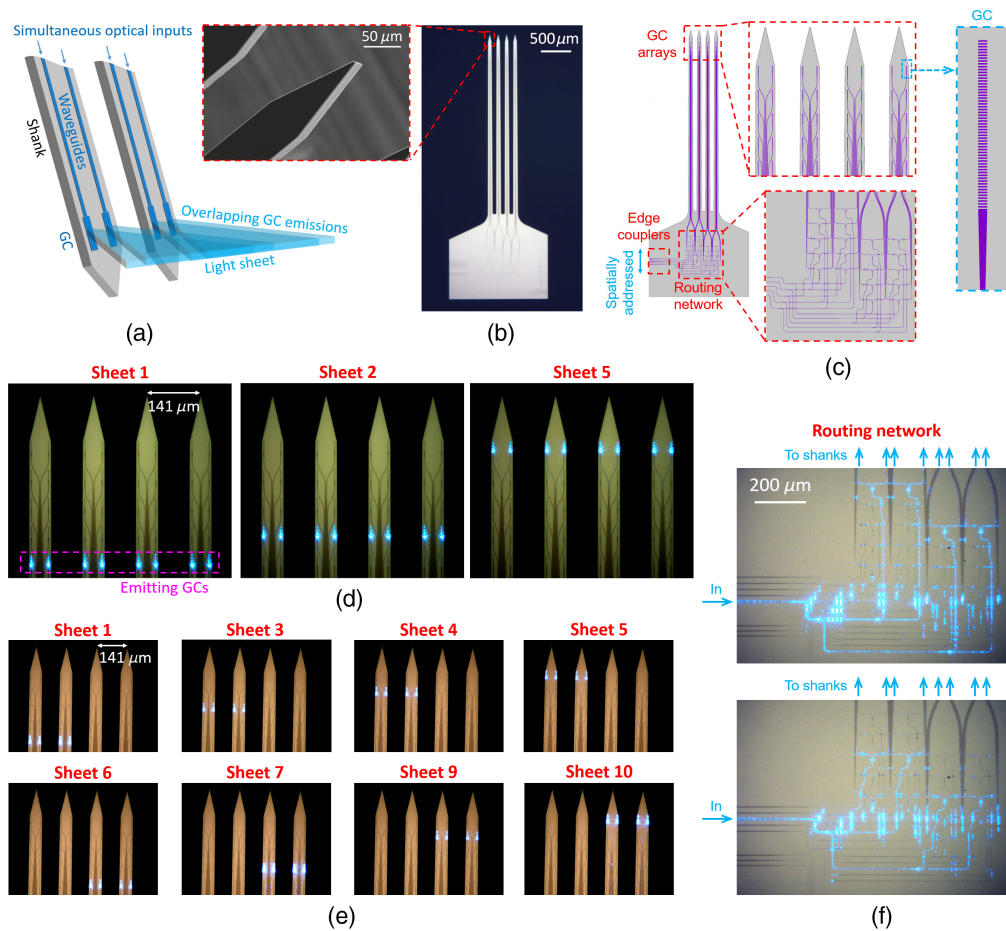 Simultaneous optical inputs
Waveguides
Shank
GC
Overlapping GC emissions
Light sheet
(a)
50 μm
500 μm
(b)
GC
arrays
Edge
couplers
Spatially
addressed
Routing
network
GC
(c)
Sheet 1
Sheet 2
Sheet 5
141 μm
Emitting GCs
(d)
Sheet 1
Sheet 3
Sheet 4
Sheet 5
141 μm
Sheet 6
Sheet 7
Sheet 9
Sheet 10
(e)
Routing network
To shanks
200 μm
In
To shanks
In
(f)